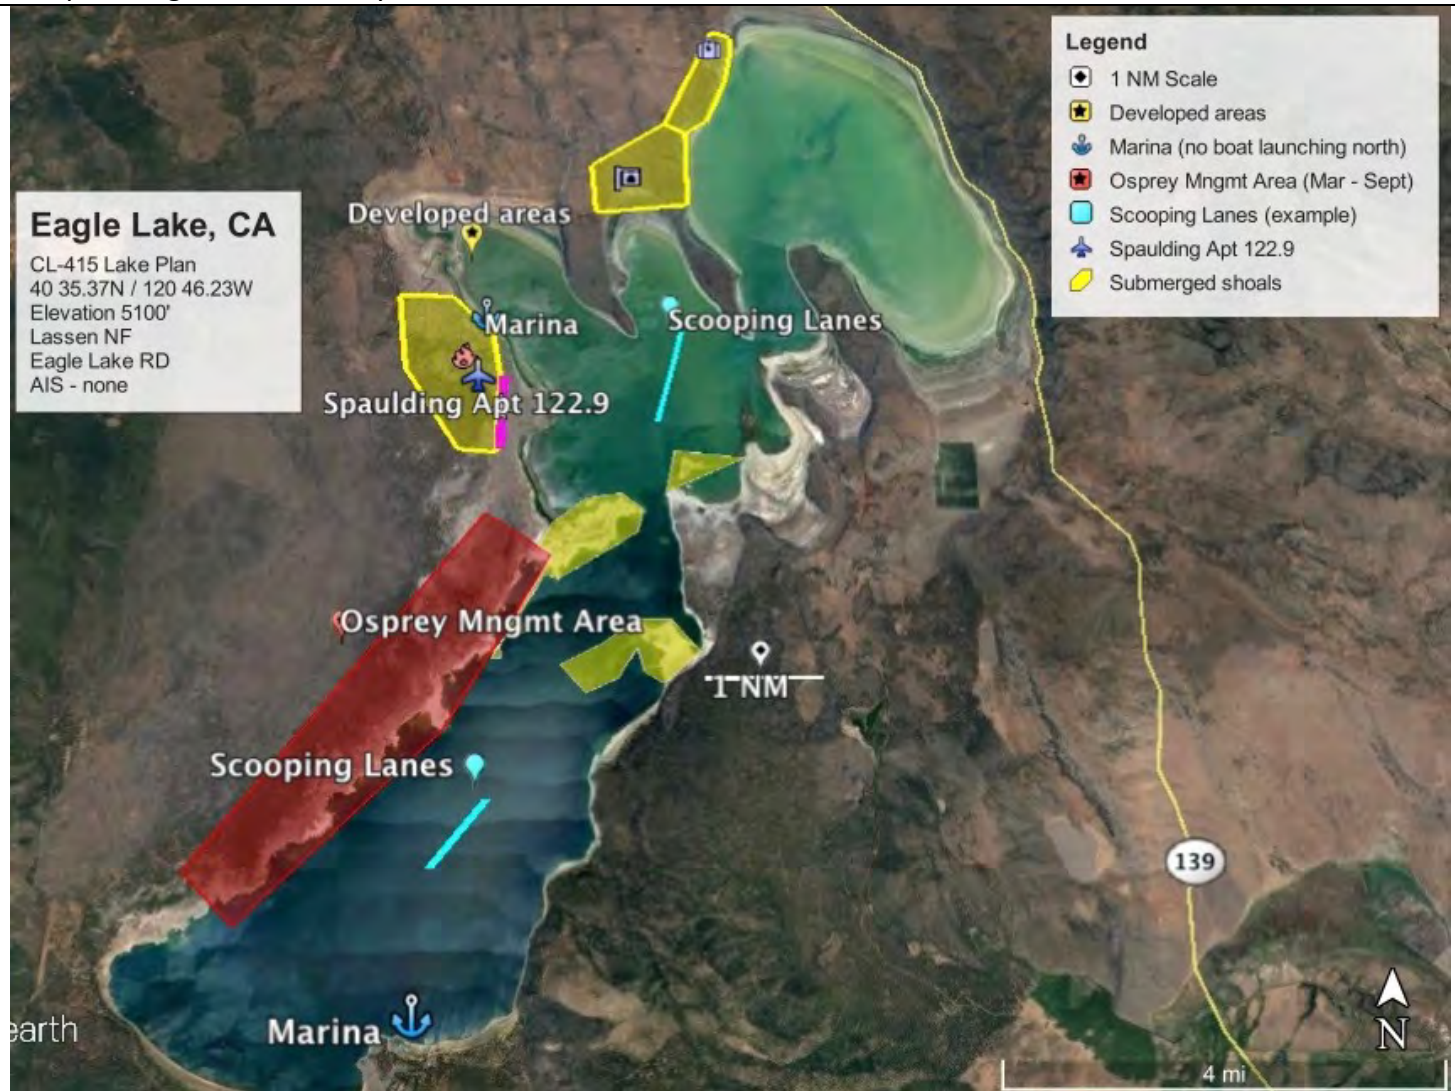 Legend
1 NM Scale
Developed areas
Marina (no boat launching north)
Osprey Mngmt Area (Mar - Sept)
Scooping Lanes (example)
Spaulding Apt 122.9
Submerged shoals
Eagle Lake, CA
CL-415 Lake Plan
40 35.37N / 120 46.23W
Elevation 5100'
Lassen NF
Eagle Lake RD
AIS - none
Developed areas
Marina
Scooping Lanes
Spaulding Apt 122.9
Osprey Mngmt Area
1 NM
Scooping Lanes
139
Marina
earth
N
4 mi